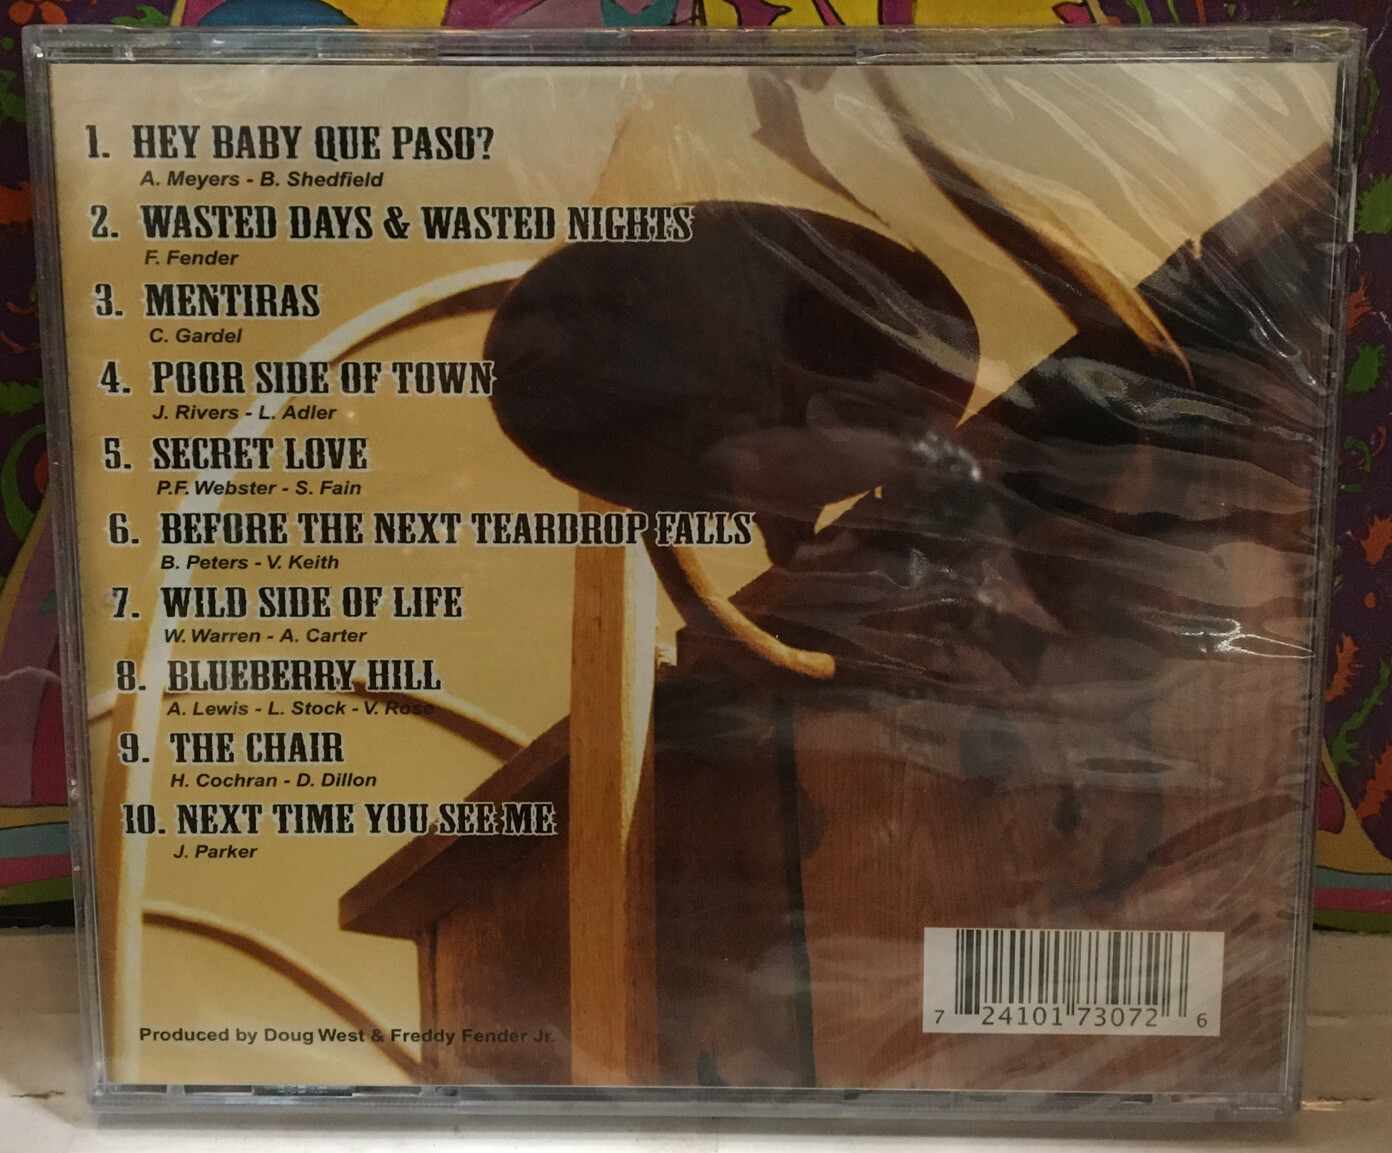 1. HEY BABY QUE PASO?
A. Meyers - B. Shedfield
2. WASTED DAYS & WASTED NIGHTS
F. Fender
3. MENTIRAS
C. Gardel
4. POOR SIDE OF TOWN
J. Rivers - L. Adler
5. SECRET LOVE
P.F. Webster - S. Fain
6. BEFORE THE NEXT TEARDROP FALLS
B. Peters - V. Keith
7. WILD SIDE OF LIFE
W. Warren - A. Carter
8. BLUEBERRY HILL
A. Lewis - L. Stock - V. Rose
9. THE CHAIR
H. Cochran - D. Dillon
10. NEXT TIME YOU SEE ME
J. Parker
Produced by Doug West & Freddy Fender Jr.
7 24101 73072 6